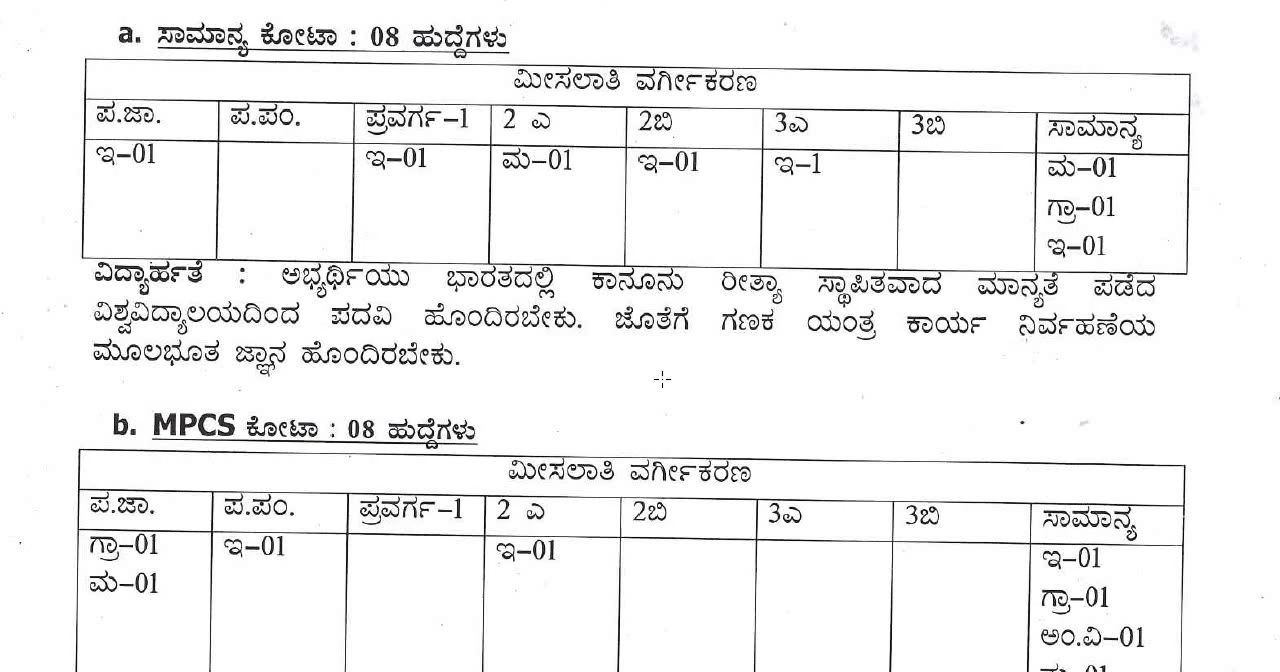 a. ಸಾಮಾನ್ಯ ಕೋಟಾ : 08 ಹುದ್ದೆಗಳು
ಮೀಸಲಾತಿ ವರ್ಗೀಕರಣ
ಪ.ಜಾ. ಪ.ಪಂ. ಪ್ರವರ್ಗ–1 2 ಎ 2ಬಿ 3ಎ 3ಬಿ ಸಾಮಾನ್ಯ
ಇ–01 ಇ–01 ಮ–01 ಇ–01 ಇ–1 ಮ–01
ಗ್ರಾ–01
ಇ–01
ವಿದ್ಯಾರ್ಹತೆ : ಅಭ್ಯರ್ಥಿಯು ಭಾರತದಲ್ಲಿ ಕಾನೂನು ರೀತ್ಯಾ ಸ್ಥಾಪಿತವಾದ ಮಾನ್ಯತೆ ಪಡೆದ
ವಿಶ್ವವಿದ್ಯಾಲಯದಿಂದ ಪದವಿ ಹೊಂದಿರಬೇಕು. ಜೊತೆಗೆ ಗಣಕ ಯಂತ್ರ ಕಾರ್ಯ ನಿರ್ವಹಣೆಯ
ಮೂಲಭೂತ ಜ್ಞಾನ ಹೊಂದಿರಬೇಕು.
b. MPCS ಕೋಟಾ : 08 ಹುದ್ದೆಗಳು
ಮೀಸಲಾತಿ ವರ್ಗೀಕರಣ
ಪ.ಜಾ. ಪ.ಪಂ. ಪ್ರವರ್ಗ–1 2 ಎ 2ಬಿ 3ಎ 3ಬಿ ಸಾಮಾನ್ಯ
ಗ್ರಾ–01 ಇ–01 ಇ–01 ಇ–01
ಮ–01 ಗ್ರಾ–01
ಅಂ.ವಿ–01